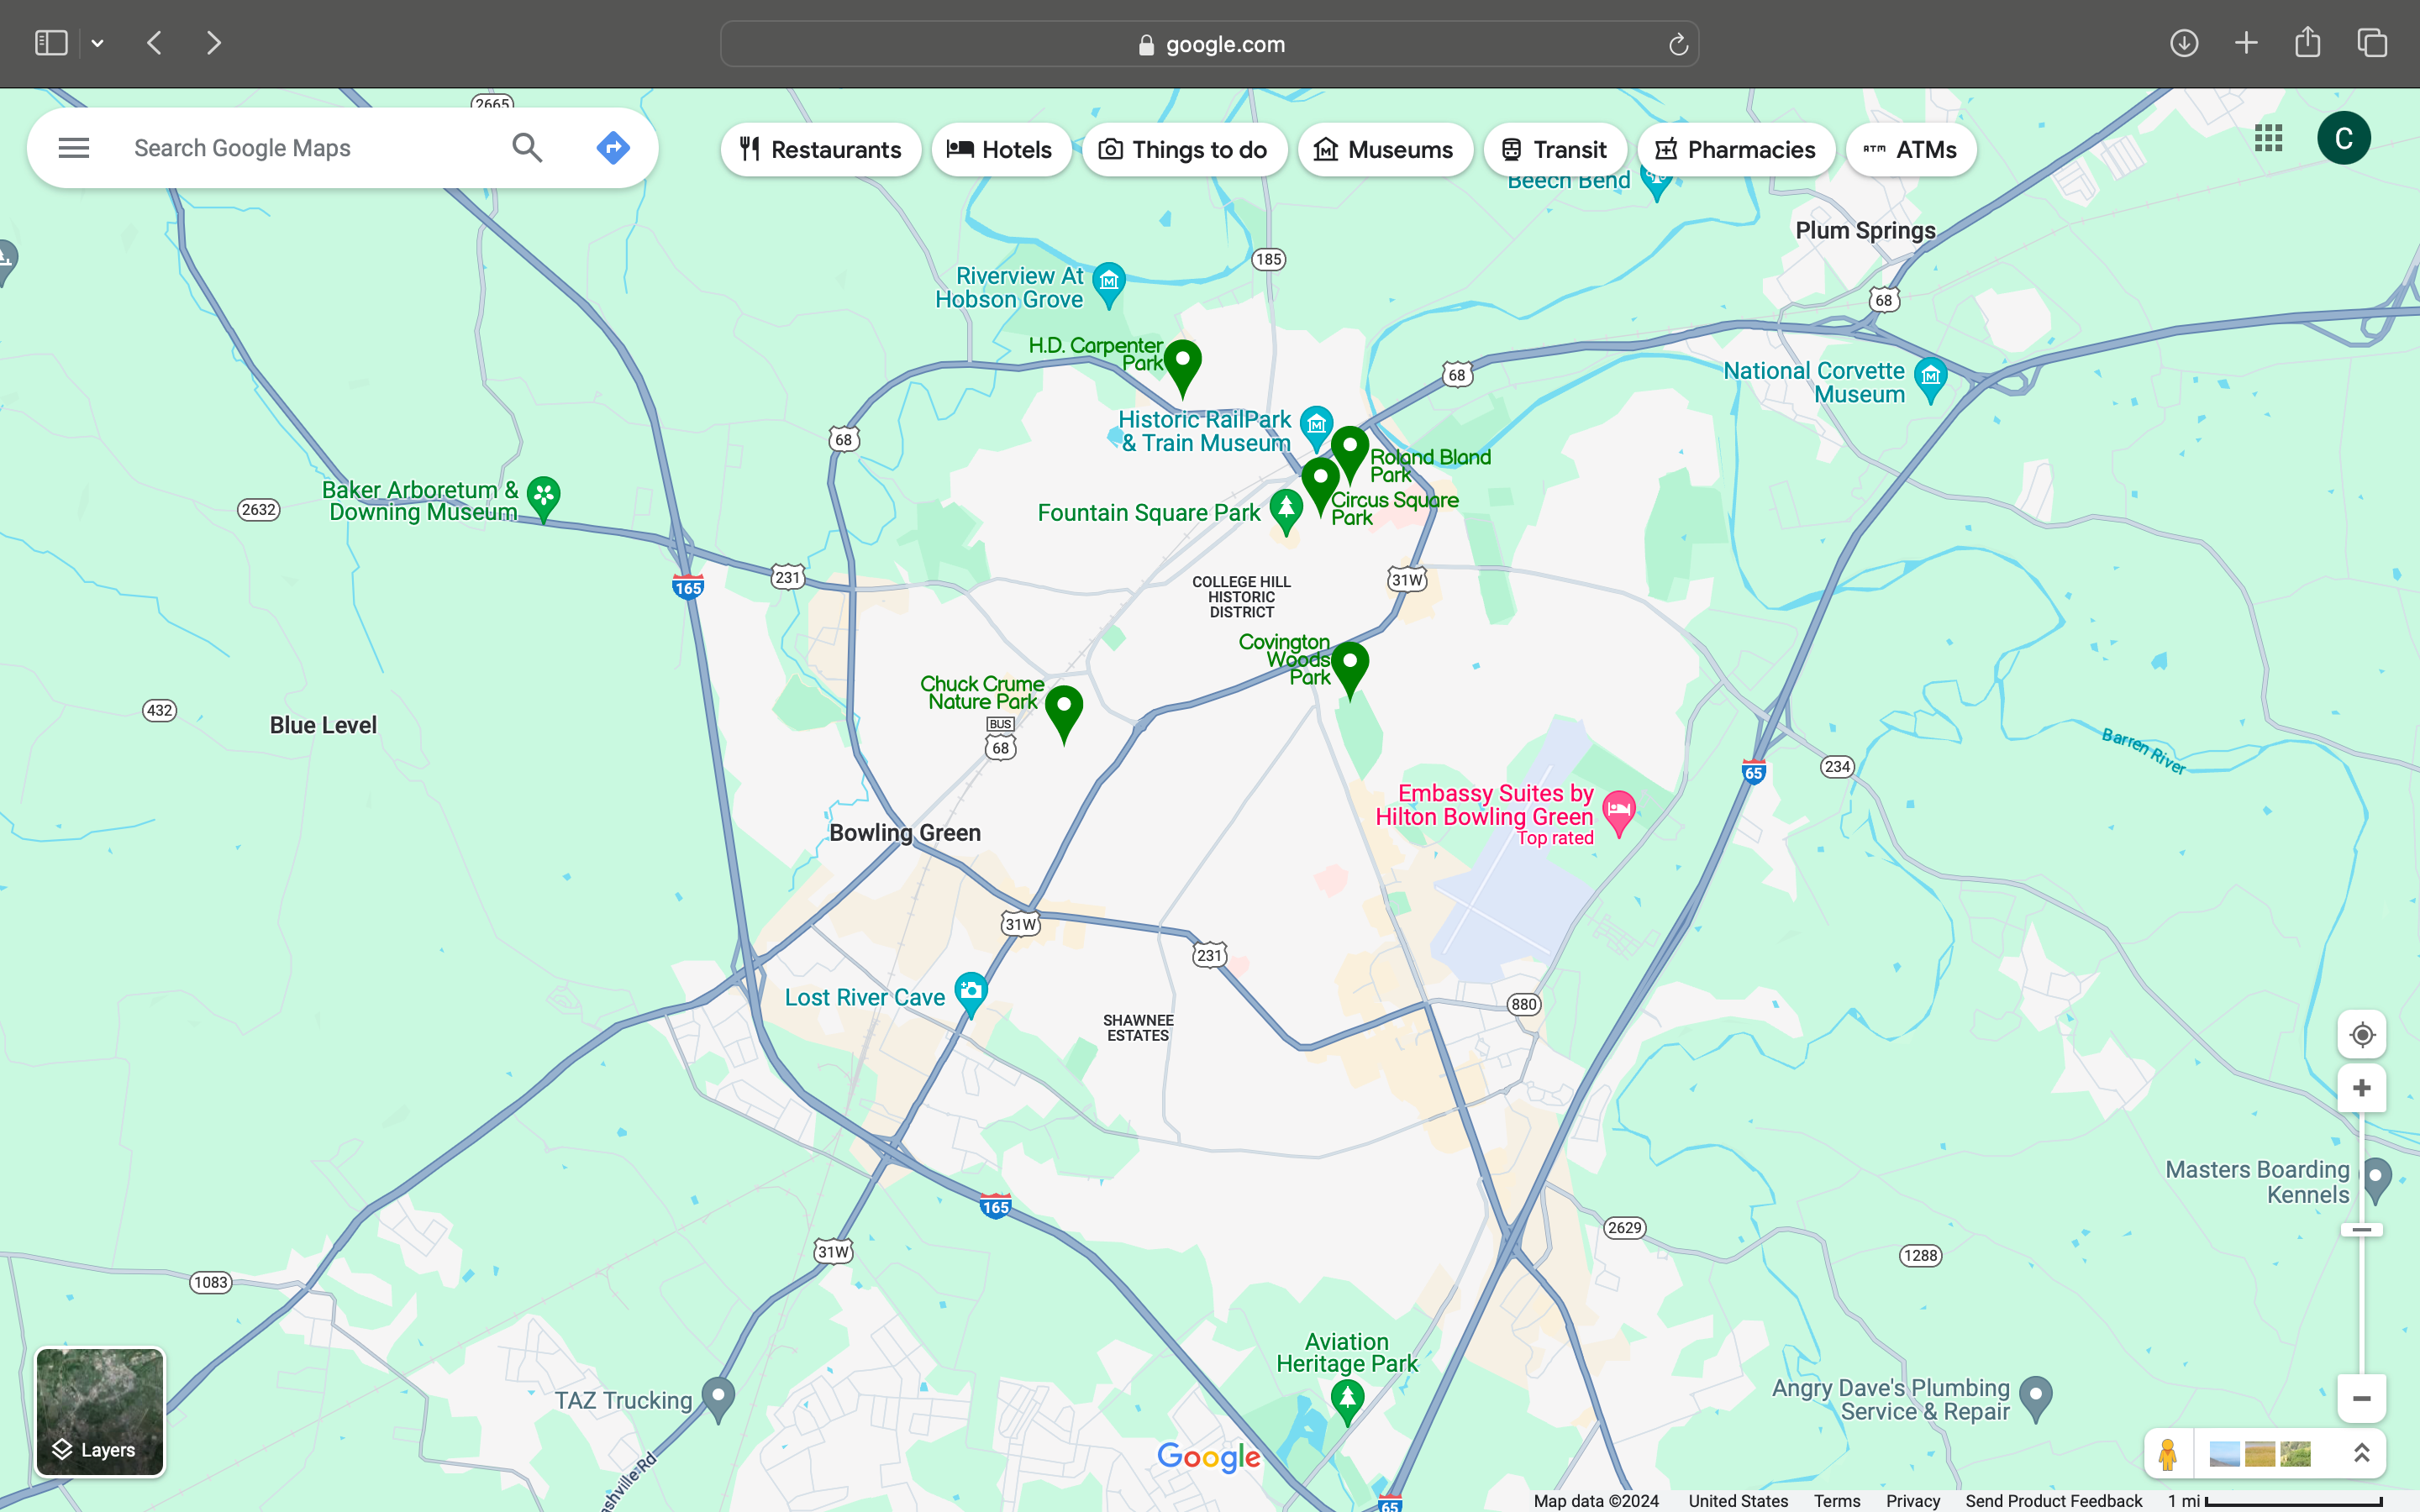 google.com
2665
Search Google Maps
Restaurants
Hotels
Things to do
Museums
Transit
Pharmacies
ATM
ATMs
C
Beech Bend
Plum Springs
185
Riverview At
Hobson Grove
68
H.D. Carpenter
Park
68
National Corvette
Museum
Historic RailPark
& Train Museum
68
Roland Bland
Park
Baker Arboretum &
Downing Museum
2632
Circus Square
Park
Fountain Square Park
165
231
COLLEGE HILL
HISTORIC
DISTRICT
31W
Covington
Woods
Park
Chuck Crume
Nature Park
432
Blue Level
BUS
68
Barren River
65
234
Embassy Suites by
Hilton Bowling Green
Top rated
Bowling Green
31W
231
Lost River Cave
880
SHAWNEE
ESTATES
Masters Boarding
Kennels
165
2629
1288
31W
1083
Aviation
Heritage Park
TAZ Trucking
Angry Dave's Plumbing
Service & Repair
Layers
Google
ashville Rd
65
Map data ©2024
United States
Terms
Privacy
Send Product Feedback
1 mi